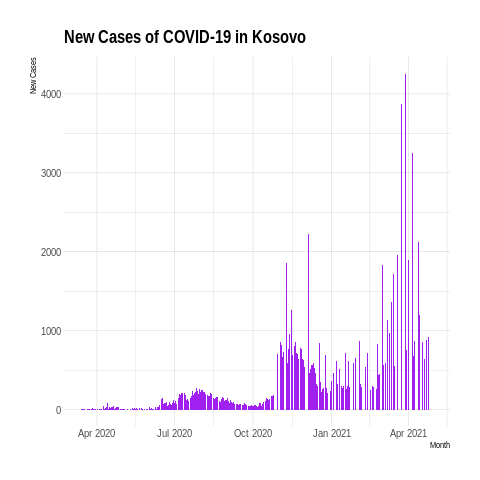 New Cases of COVID-19 in Kosovo
New Cases
4000
3000
2000
1000
0
Apr 2020 Jul 2020 Oct 2020 Jan 2021 Apr 2021
Month